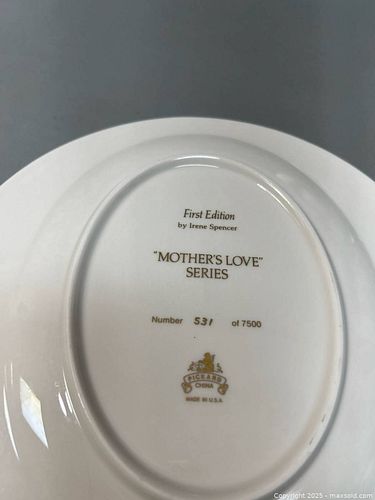 First Edition
by Irene Spencer
"MOTHER'S LOVE"
SERIES
Number 531 of 7500
PICKARD
CHINA
MADE IN U.S.A.
Copyright 2025 - maxsold.com